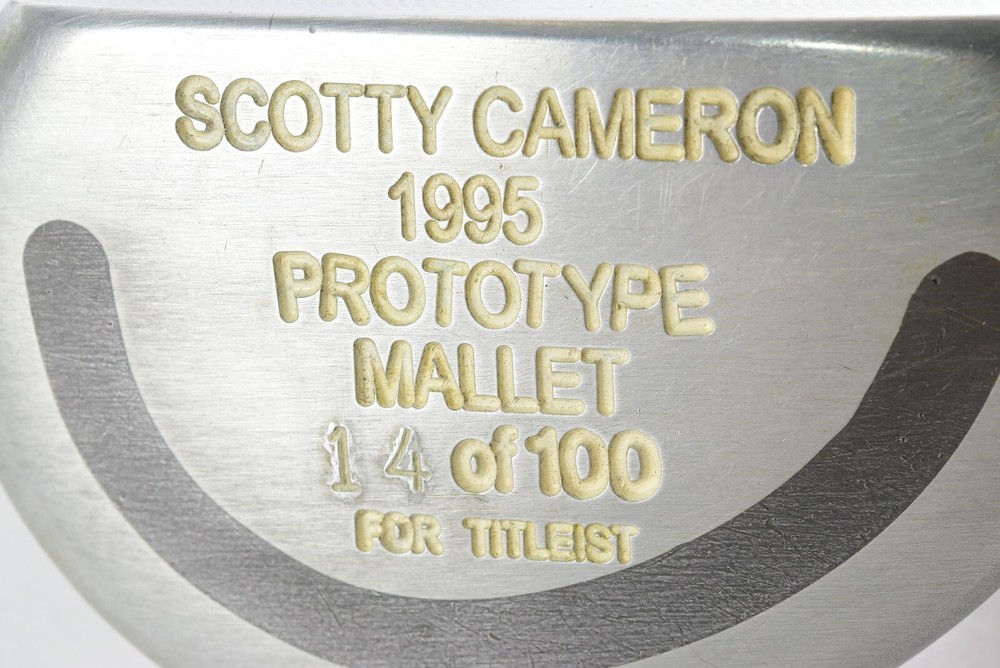 SCOTTY CAMERON
1995
PROTOTYPE
MALLET
14 of 100
FOR TITLEIST